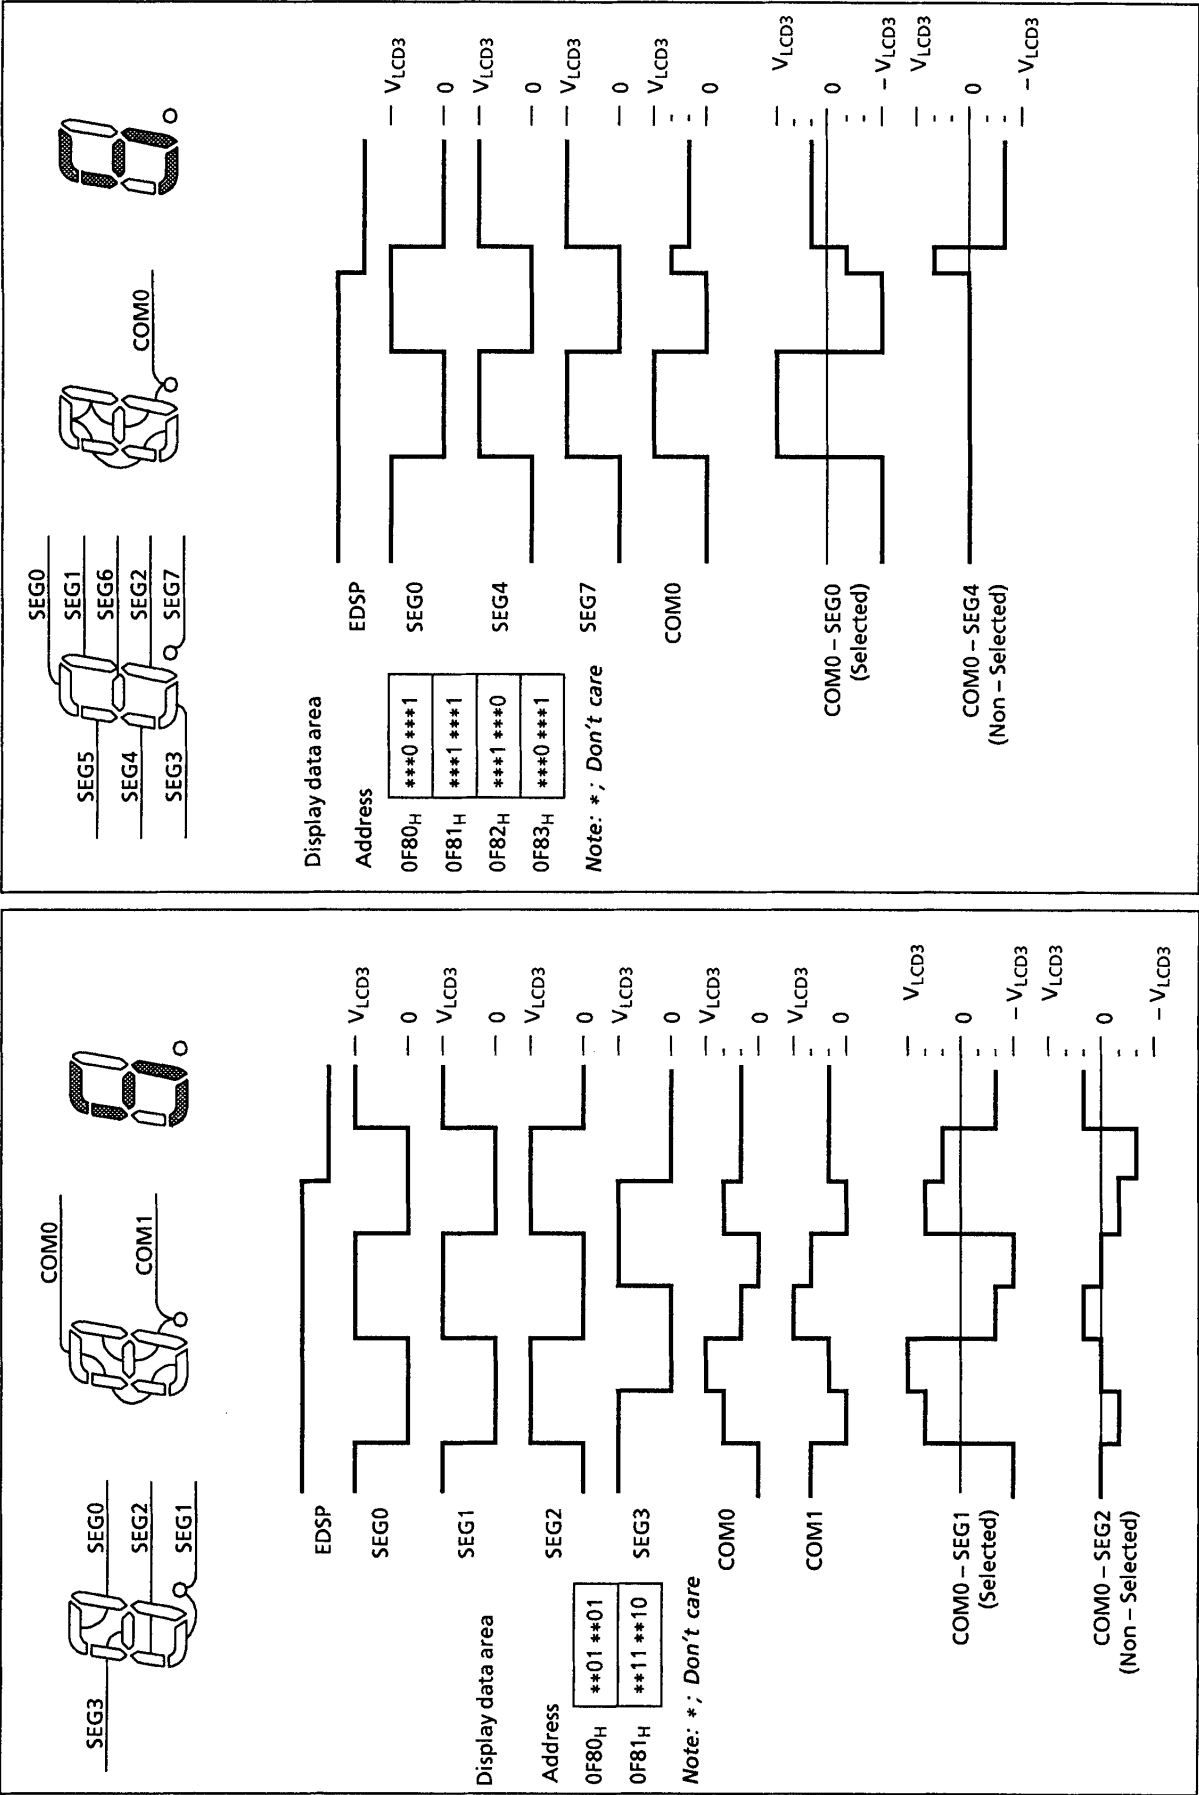 SEG3
SEG0
SEG2
SEG1
COM0
COM1
EDSP
SEG0
SEG1
SEG2
SEG3
COM0
COM1
COM0 – SEG1
(Selected)
COM0 – SEG2
(Non – Selected)
VLCD3
0
VLCD3
0
VLCD3
0
VLCD3
0
VLCD3
0
VLCD3
0
VLCD3
0
– VLCD3
VLCD3
0
– VLCD3
Display data area
Address
0F80H **01 **01
0F81H **11 **10
Note: *; Don't care
SEG5
SEG4
SEG3
SEG0
SEG1
SEG6
SEG2
SEG7
COM0
EDSP
SEG0
SEG4
SEG7
COM0
COM0 – SEG0
(Selected)
COM0 – SEG4
(Non – Selected)
VLCD3
0
VLCD3
0
VLCD3
0
VLCD3
0
VLCD3
0
– VLCD3
VLCD3
0
– VLCD3
Display data area
Address
0F80H ***0 ***1
0F81H ***1 ***1
0F82H ***1 ***0
0F83H ***0 ***1
Note: *; Don't care